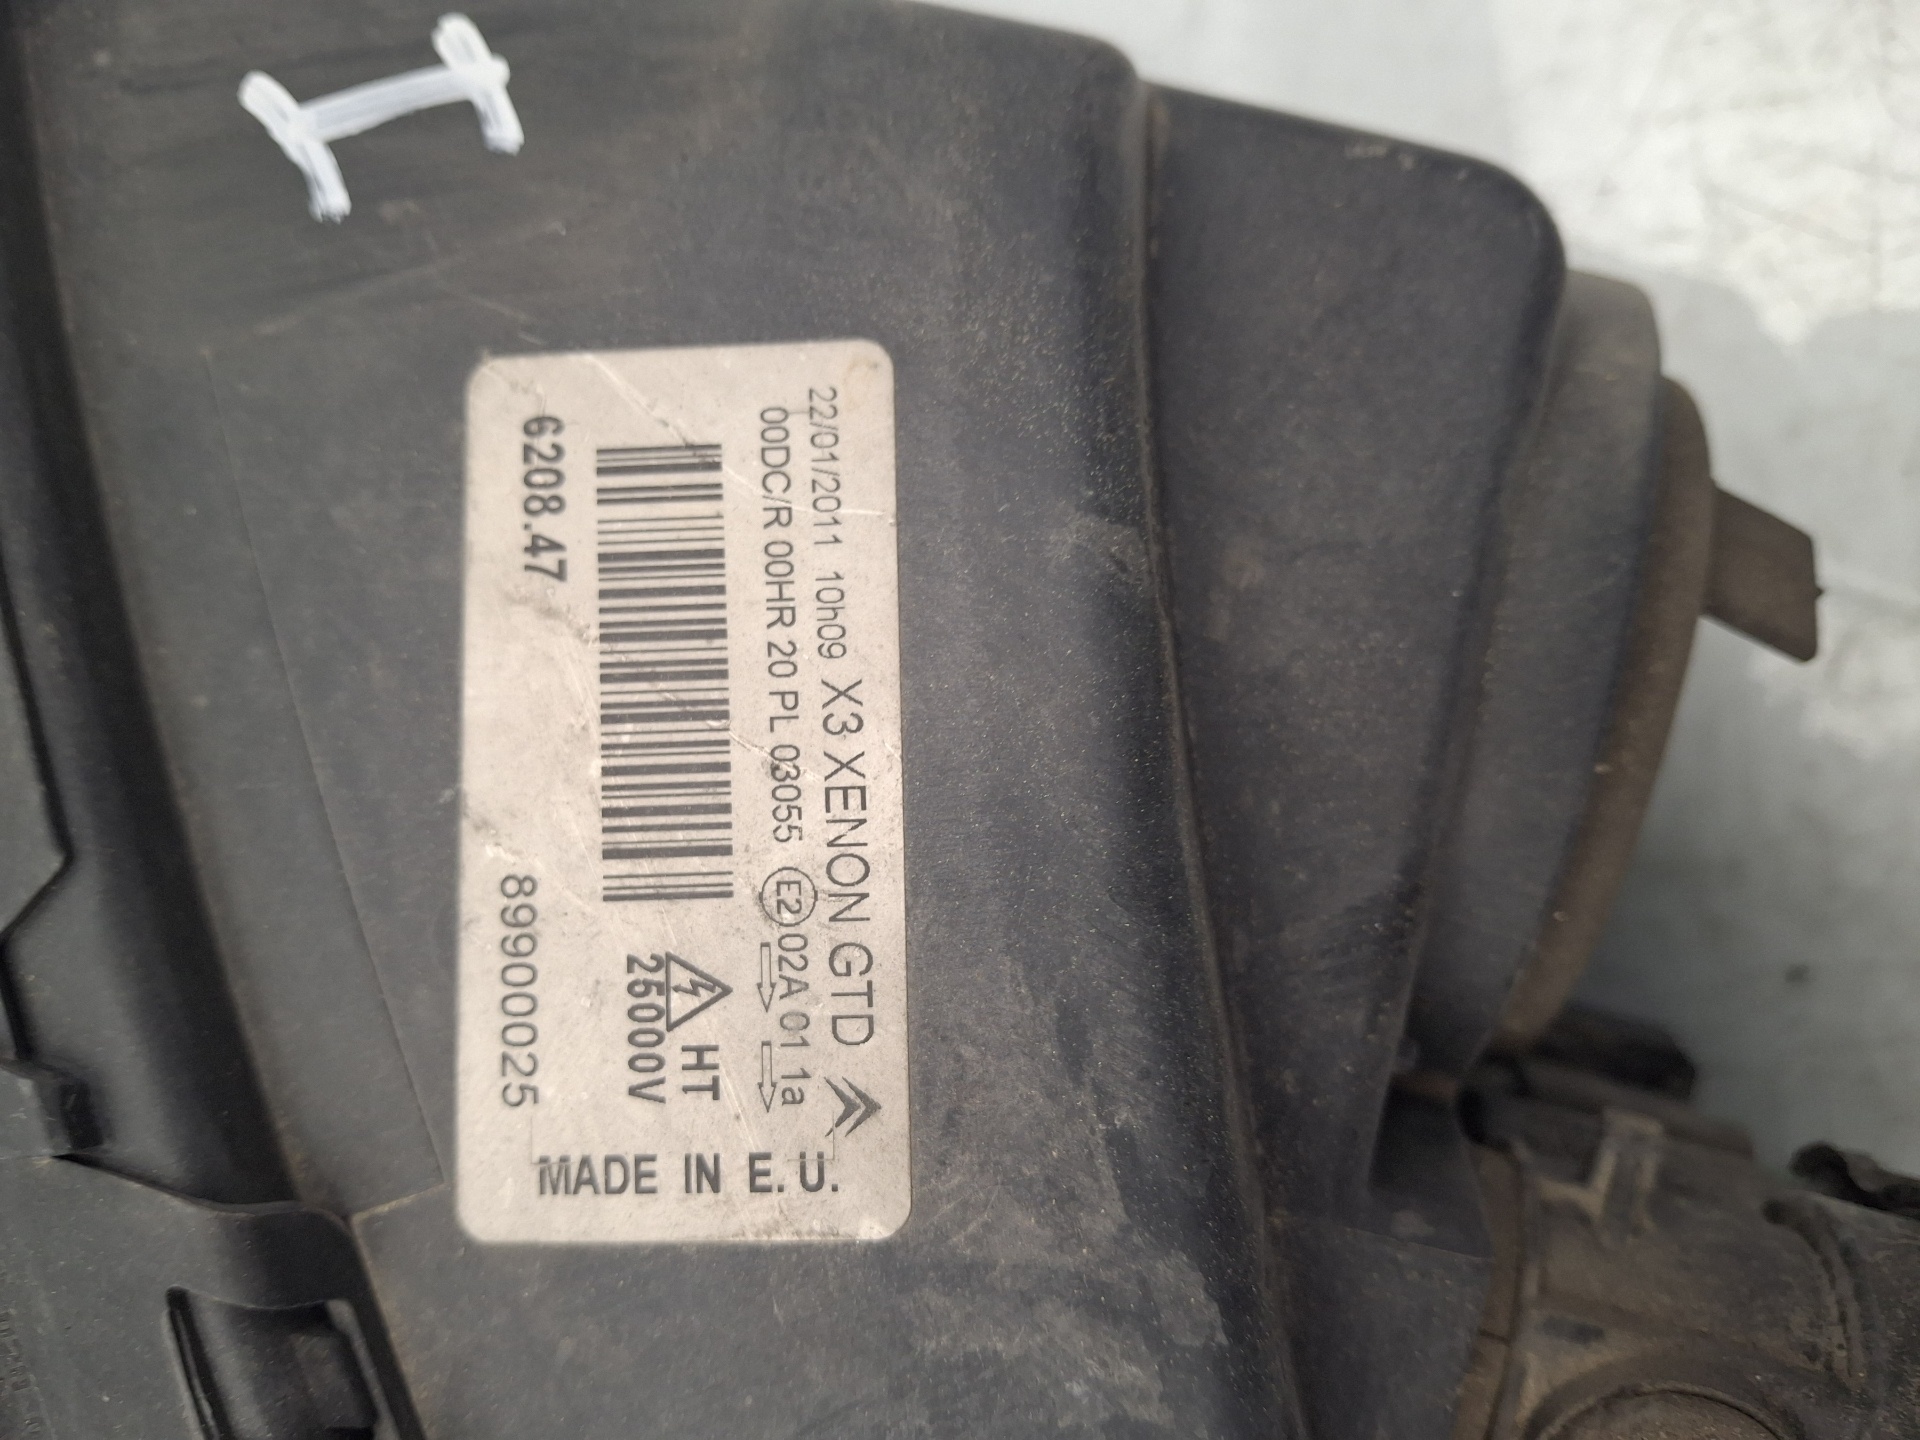 22/01/2011 10h09 X3 XENON GTD
00DC/R 00HR 20 PL 03055 E2 02A 01 1a
HT
25000V
6208.47
89900025
MADE IN E.U.